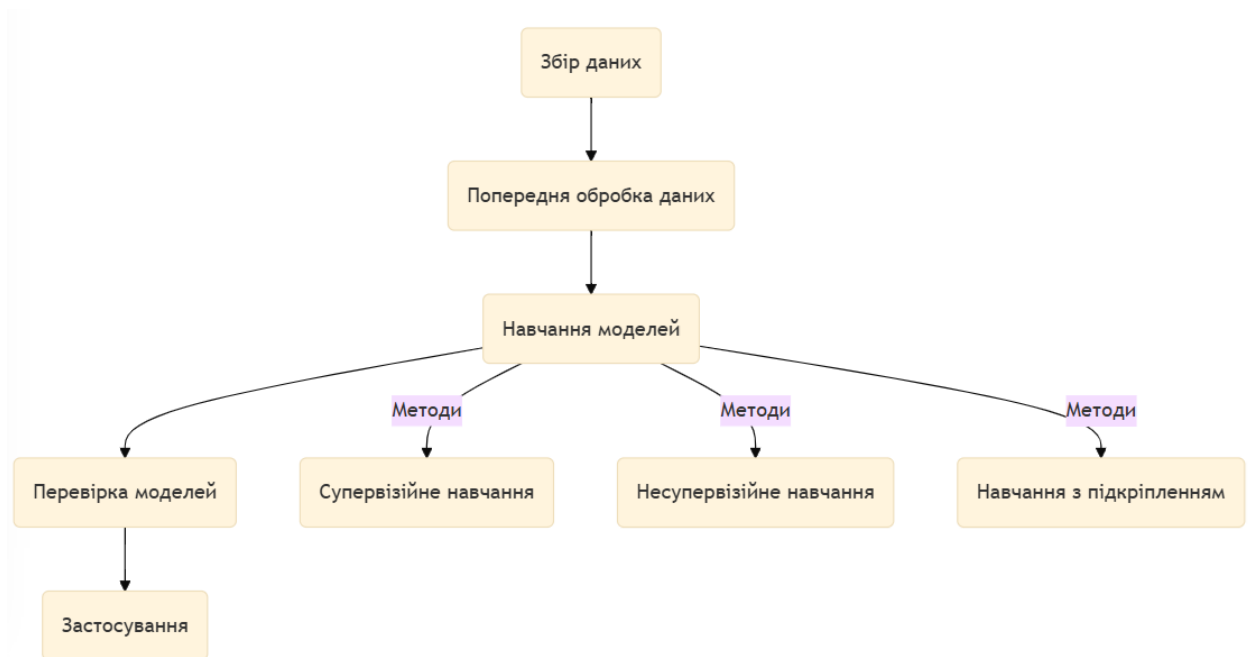 Збір даних
Попередня обробка даних
Навчання моделей
Методи
Методи
Методи
Перевірка моделей
Супервізійне навчання
Несупервізійне навчання
Навчання з підкріпленням
Застосування